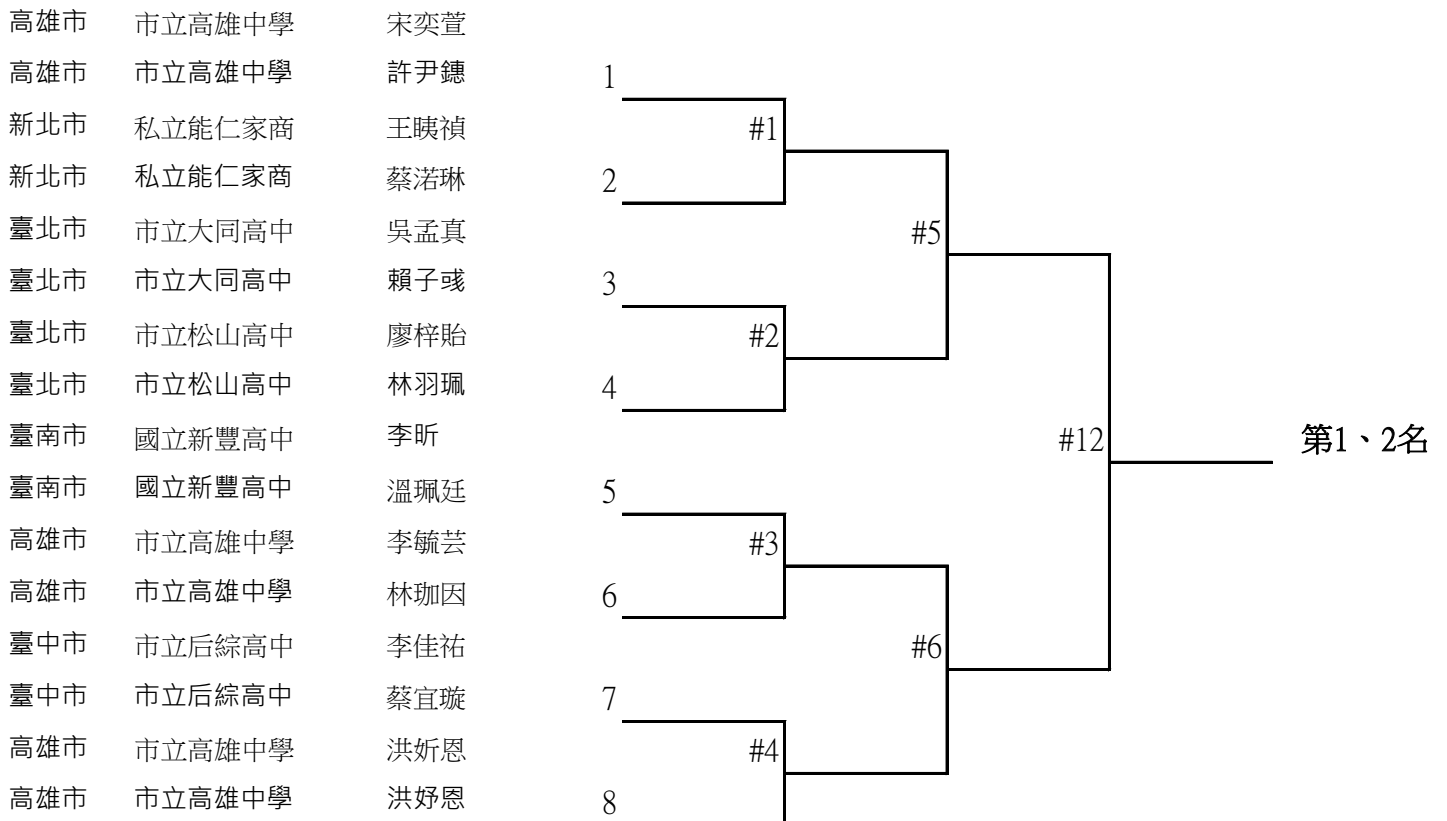 高雄市 市立高雄中學 宋奕萱
高雄市 市立高雄中學 許尹鏸 1
新北市 私立能仁家商 王䀢禎 #1
新北市 私立能仁家商 蔡渃琳 2
臺北市 市立大同高中 吳孟真 #5
臺北市 市立大同高中 賴子彧 3
臺北市 市立松山高中 廖梓貽 #2
臺北市 市立松山高中 林羽珮 4
臺南市 國立新豐高中 李昕 #12 第1、2名
臺南市 國立新豐高中 溫珮廷 5
高雄市 市立高雄中學 李毓芸 #3
高雄市 市立高雄中學 林珈因 6
臺中市 市立后綜高中 李佳祐 #6
臺中市 市立后綜高中 蔡宜璇 7
高雄市 市立高雄中學 洪妡恩 #4
高雄市 市立高雄中學 洪妤恩 8